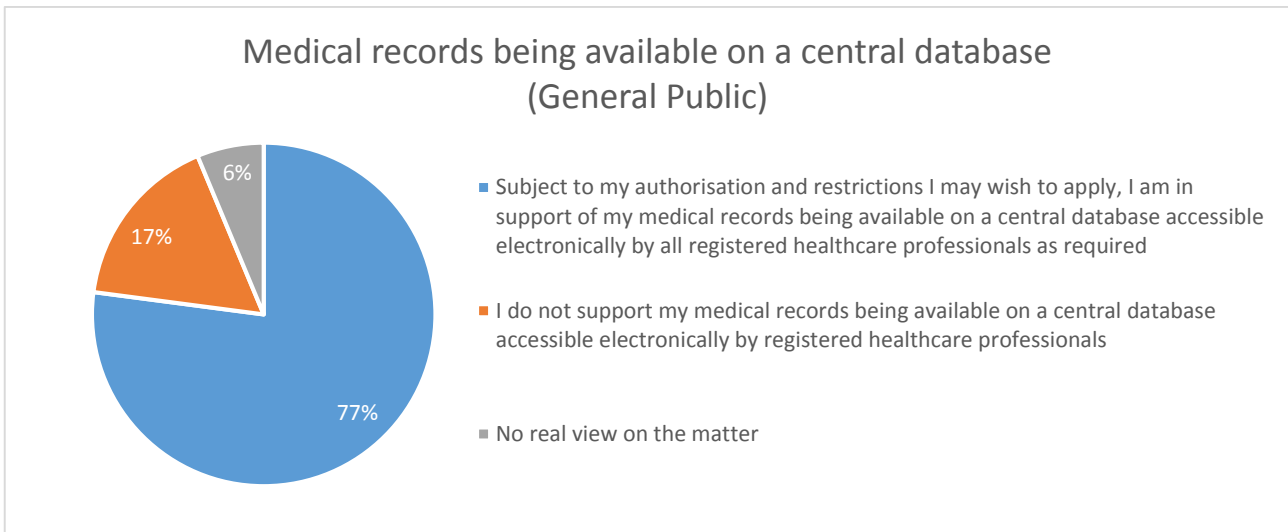 Medical records being available on a central database
(General Public)
6%
17%
77%
Subject to my authorisation and restrictions I may wish to apply, I am in
support of my medical records being available on a central database accessible
electronically by all registered healthcare professionals as required
I do not support my medical records being available on a central database
accessible electronically by registered healthcare professionals
No real view on the matter